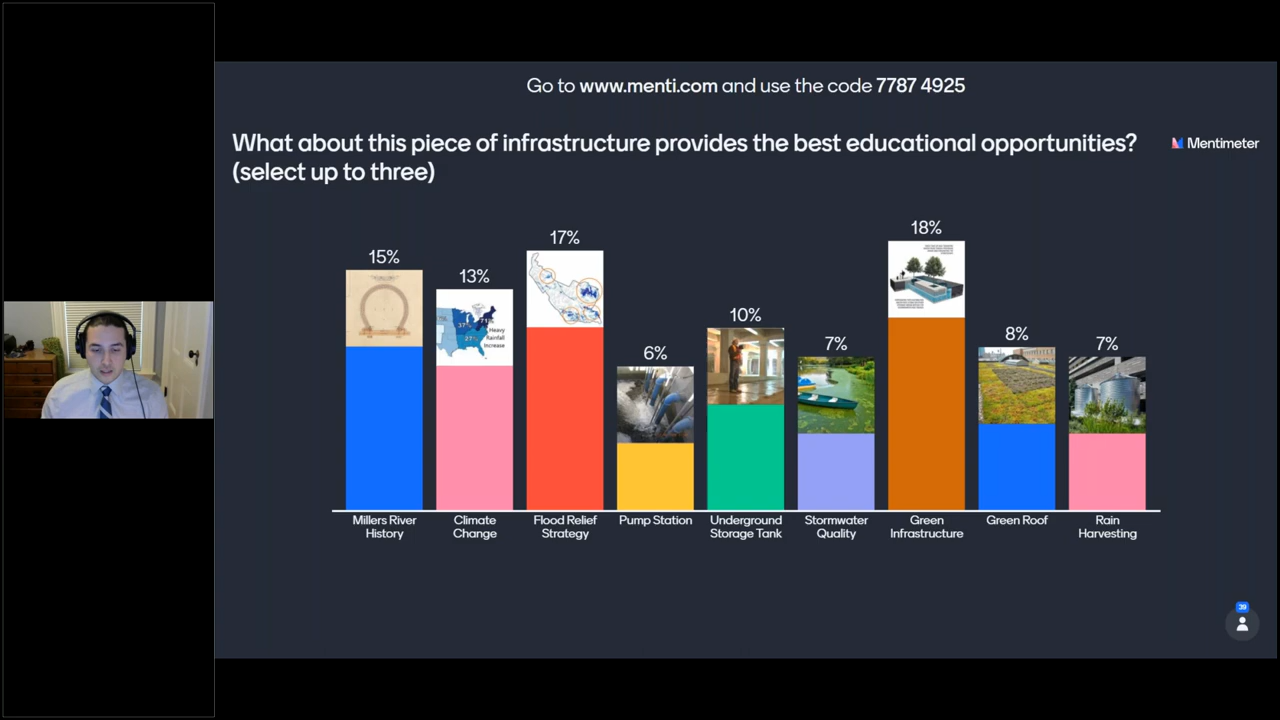 Go to www.menti.com and use the code 7787 4925
What about this piece of infrastructure provides the best educational opportunities?
(select up to three)
Mentimeter
15%
13%
17%
6%
10%
7%
18%
8%
7%
Heavy
Rainfall
Increase
Millers River
History
Climate
Change
Flood Relief
Strategy
Pump Station
Underground
Storage Tank
Stormwater
Quality
Green
Infrastructure
Green Roof
Rain
Harvesting
39